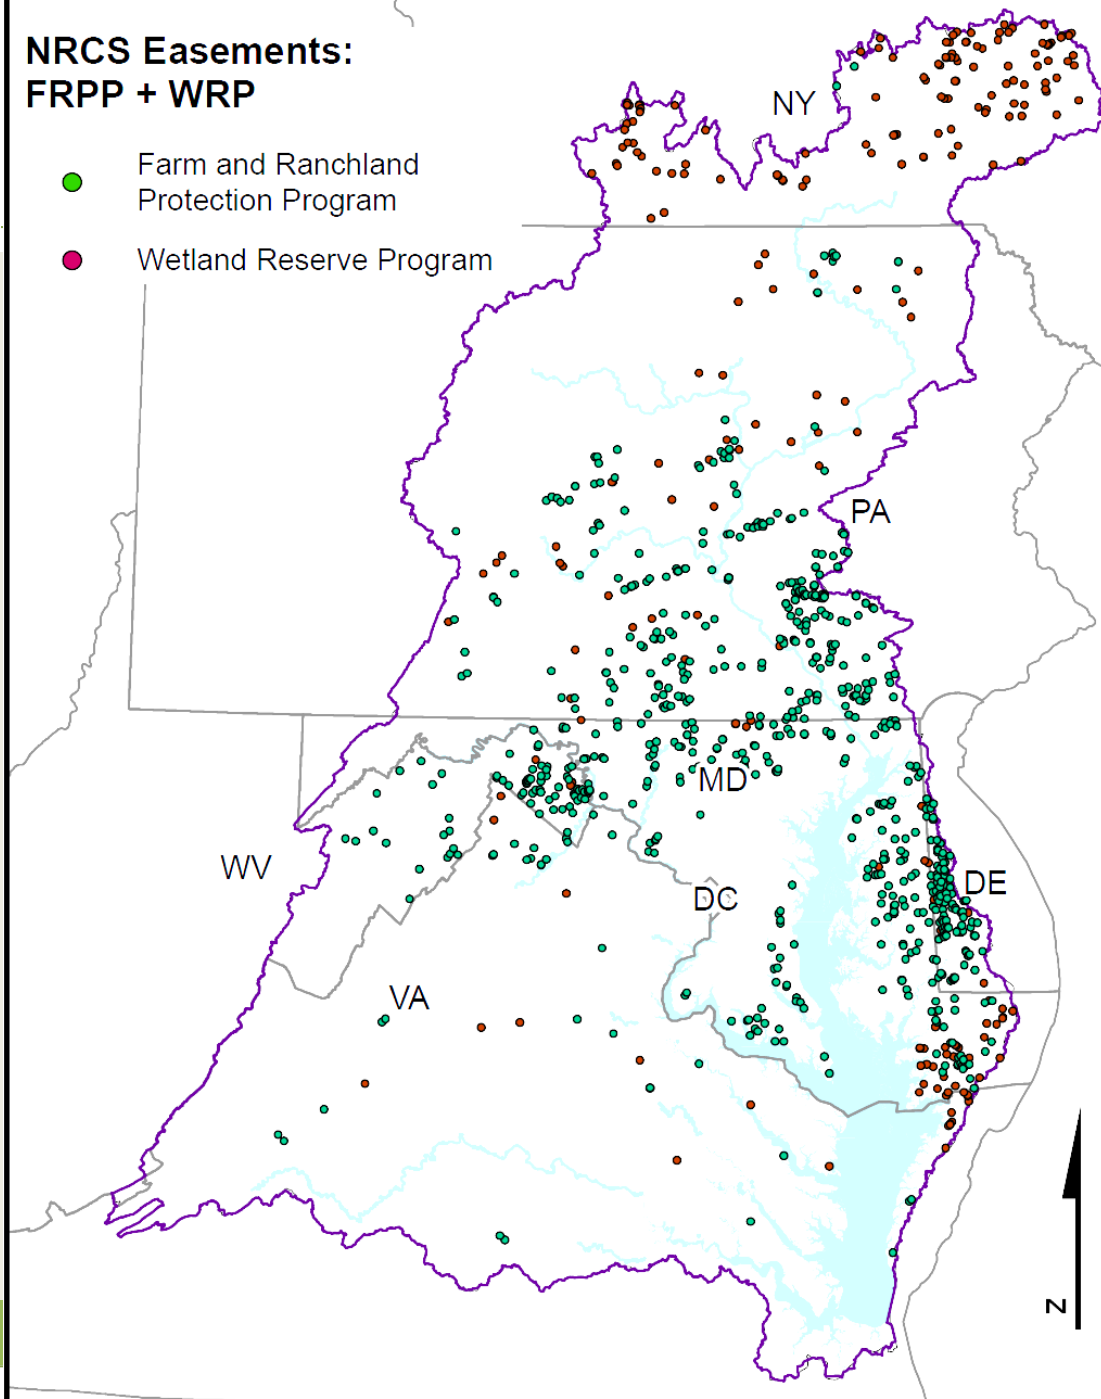 NRCS Easements:
FRPP + WRP
Farm and Ranchland
Protection Program
Wetland Reserve Program
NY
PA
MD
WV
DC
DE
VA
N